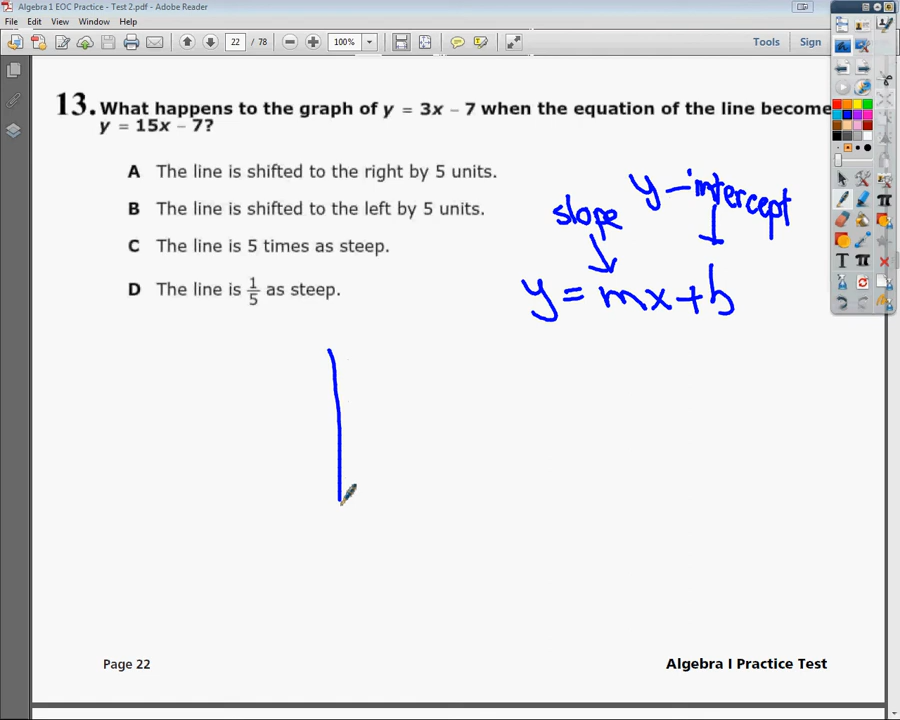 Algebra 1 EOC Practice - Test 2.pdf - Adobe Reader
File Edit View Window Help
22 / 78 100% Tools Sign
13. What happens to the graph of y = 3x – 7 when the equation of the line become
y = 15x – 7?
A The line is shifted to the right by 5 units.
B The line is shifted to the left by 5 units.
C The line is 5 times as steep.
D The line is 1/5 as steep.
y-intercept
slope
y = mx+b
Page 22 Algebra I Practice Test